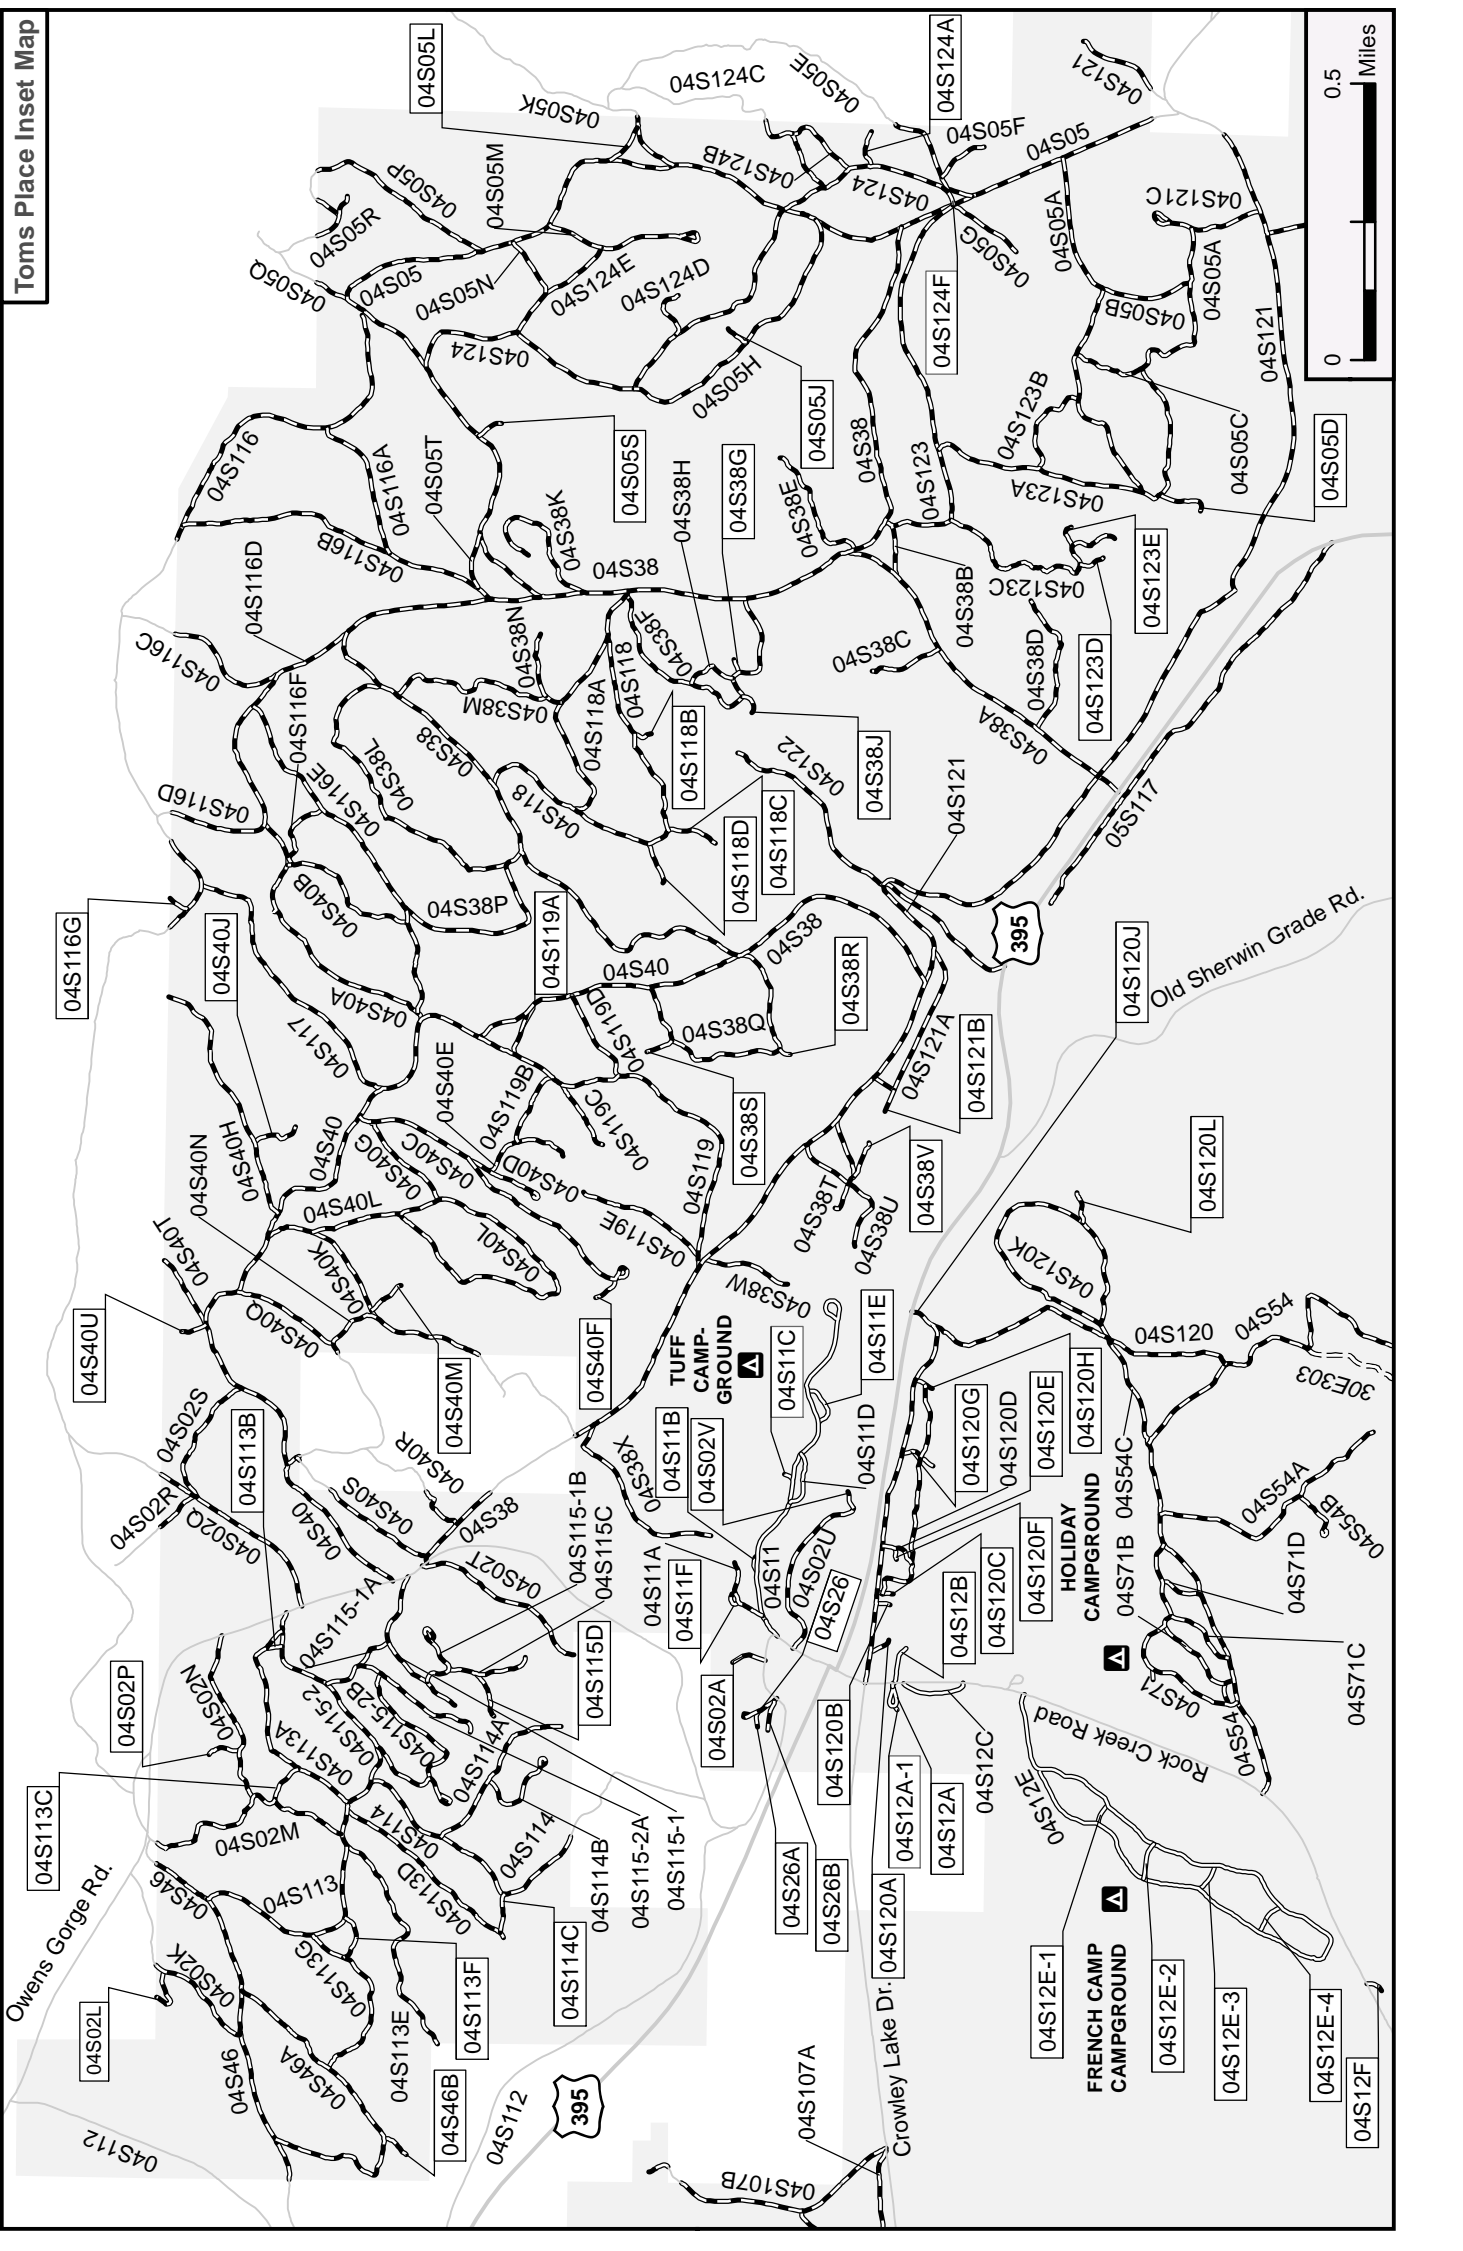 Toms Place Inset Map
04S05L
04S124A
04S05K
04S124C
04S05E
04S121
0.5
Miles
0
04S05F
04S05
04S05P
04S05M
04S124B
04S124
04S05R
04S05Q
04S05
04S05N
04S124E
04S124D
04S05G
04S05A
04S121C
04S124
04S124F
04S05B
04S05A
04S121
04S05H
04S05J
04S116
04S116A
04S05T
04S05S
04S38H
04S38G
04S38E
04S38
04S123
04S123B
04S123A
04S05C
04S05D
04S116B
04S38K
04S38
04S38B
04S123C
04S123E
04S116D
04S116C
04S38N
04S38F
04S118
04S38C
04S38D
04S123D
04S116F
04S38M
04S118A
04S118B
04S38A
04S38
04S38L
04S116E
04S116D
04S118
04S122
04S38J
04S118C
04S118D
04S121
05S117
395
04S40B
04S38P
04S119A
04S38
04S116G
04S40J
04S40A
04S117
04S40
04S119D
04S38Q
04S38R
04S120J
Old Sherwin Grade Rd.
04S40E
04S119B
04S119C
04S121A
04S121B
04S38S
04S40N
04S40H
04S40
04S40G
04S40C
04S40D
04S119
04S38V
04S120L
04S40T
04S40L
04S40K
04S40L
04S119E
04S38T
04S38U
04S120K
04S40U
04S40Q
04S38W
04S40M
04S40F
TUFF
CAMP-
GROUND
04S11C
04S11E
04S120
04S54
30E303
04S02S
04S113B
04S40R
04S38X
04S11B
04S02V
04S11D
04S120G
04S120D
04S120E
04S120H
04S54C
04S54A
04S54B
04S02R
04S02Q
04S40
04S40S
04S38
04S02T
04S115-1B
04S115C
04S11A
04S11F
04S11
04S02U
04S26
04S12B
04S120C
04S120F
HOLIDAY
CAMPGROUND
04S71B
04S71D
04S115-1A
04S115D
04S02A
04S120B
04S71
04S71C
04S02P
04S02N
04S113A
04S115-2
04S115-2B
04S114A
04S12C
Rock Creek Road
04S54
04S113C
04S02M
04S114
04S114
04S12A-1
04S12A
04S12E
04S113D
04S114B
04S115-2A
04S115-1
04S26A
04S26B
04S120A
Owens Gorge Rd.
04S46
04S113
04S113G
04S113F
04S114C
FRENCH CAMP
CAMPGROUND
04S12E-1
04S12E-2
04S12E-3
04S12E-4
04S12F
04S02L
04S02K
04S113E
04S46
04S46A
04S46B
04S112
04S112
395
04S107A
04S107B
Crowley Lake Dr.